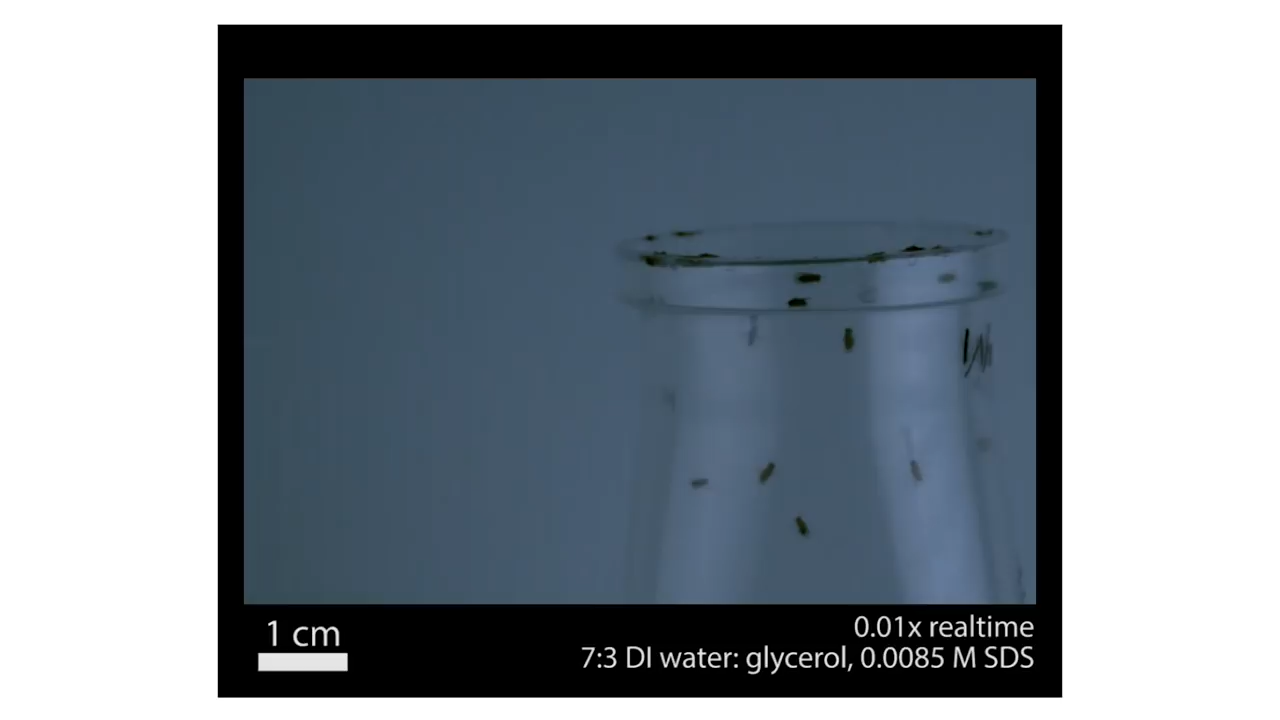 1 cm
0.01x realtime
7:3 DI water: glycerol, 0.0085 M SDS